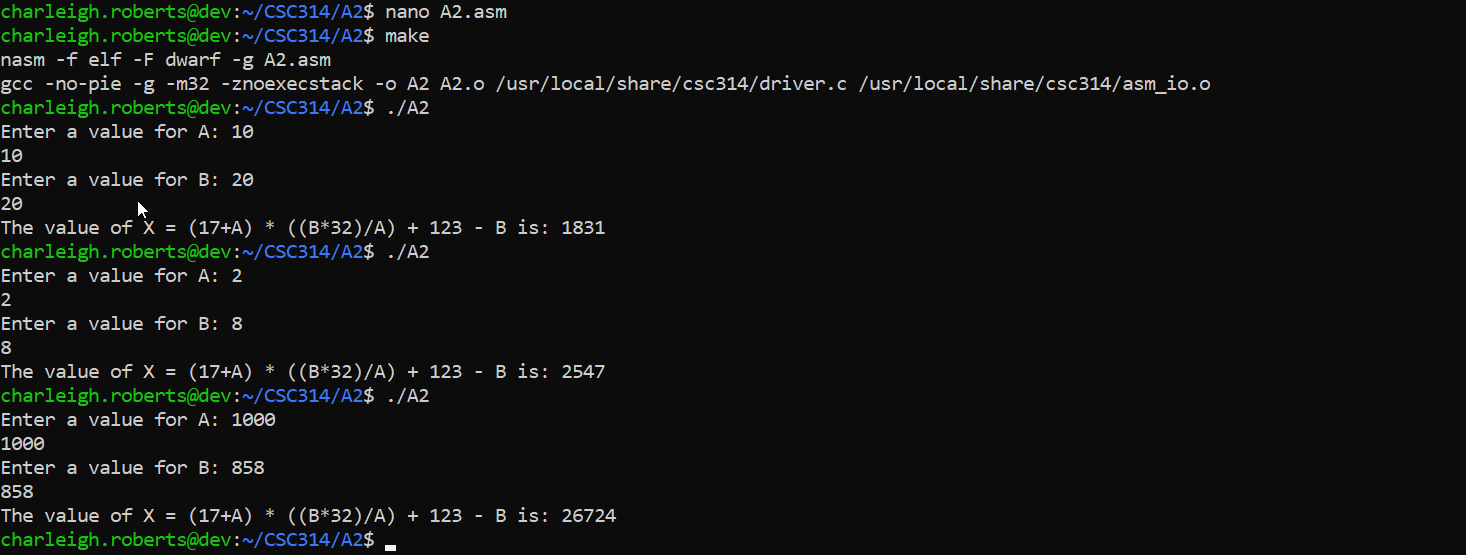 charleigh.roberts@dev:~/CSC314/A2$ nano A2.asm
charleigh.roberts@dev:~/CSC314/A2$ make
nasm -f elf -F dwarf -g A2.asm
gcc -no-pie -g -m32 -znoexecstack -o A2 A2.o /usr/local/share/csc314/driver.c /usr/local/share/csc314/asm_io.o
charleigh.roberts@dev:~/CSC314/A2$ ./A2
Enter a value for A: 10
10
Enter a value for B: 20
20
The value of X = (17+A) * ((B*32)/A) + 123 - B is: 1831
charleigh.roberts@dev:~/CSC314/A2$ ./A2
Enter a value for A: 2
2
Enter a value for B: 8
8
The value of X = (17+A) * ((B*32)/A) + 123 - B is: 2547
charleigh.roberts@dev:~/CSC314/A2$ ./A2
Enter a value for A: 1000
1000
Enter a value for B: 858
858
The value of X = (17+A) * ((B*32)/A) + 123 - B is: 26724
charleigh.roberts@dev:~/CSC314/A2$